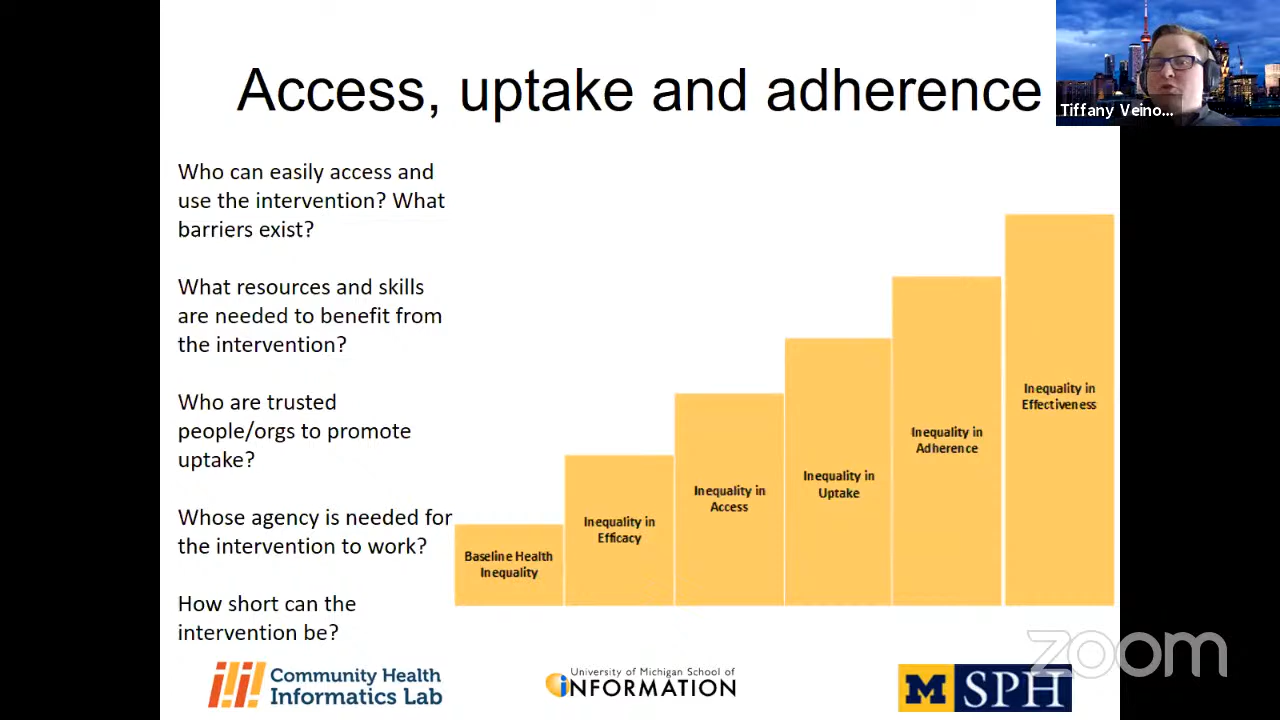 Access, uptake and adherence
Tiffany Veino...
Who can easily access and
use the intervention? What
barriers exist?
What resources and skills
are needed to benefit from
the intervention?
Who are trusted
people/orgs to promote
uptake?
Whose agency is needed for
the intervention to work?
How short can the
intervention be?
Baseline Health
Inequality
Inequality in
Efficacy
Inequality in
Access
Inequality in
Uptake
Inequality in
Adherence
Inequality in
Effectiveness
Community Health
Informatics Lab
University of Michigan School of
iNFORMATION
M SPH
zoom